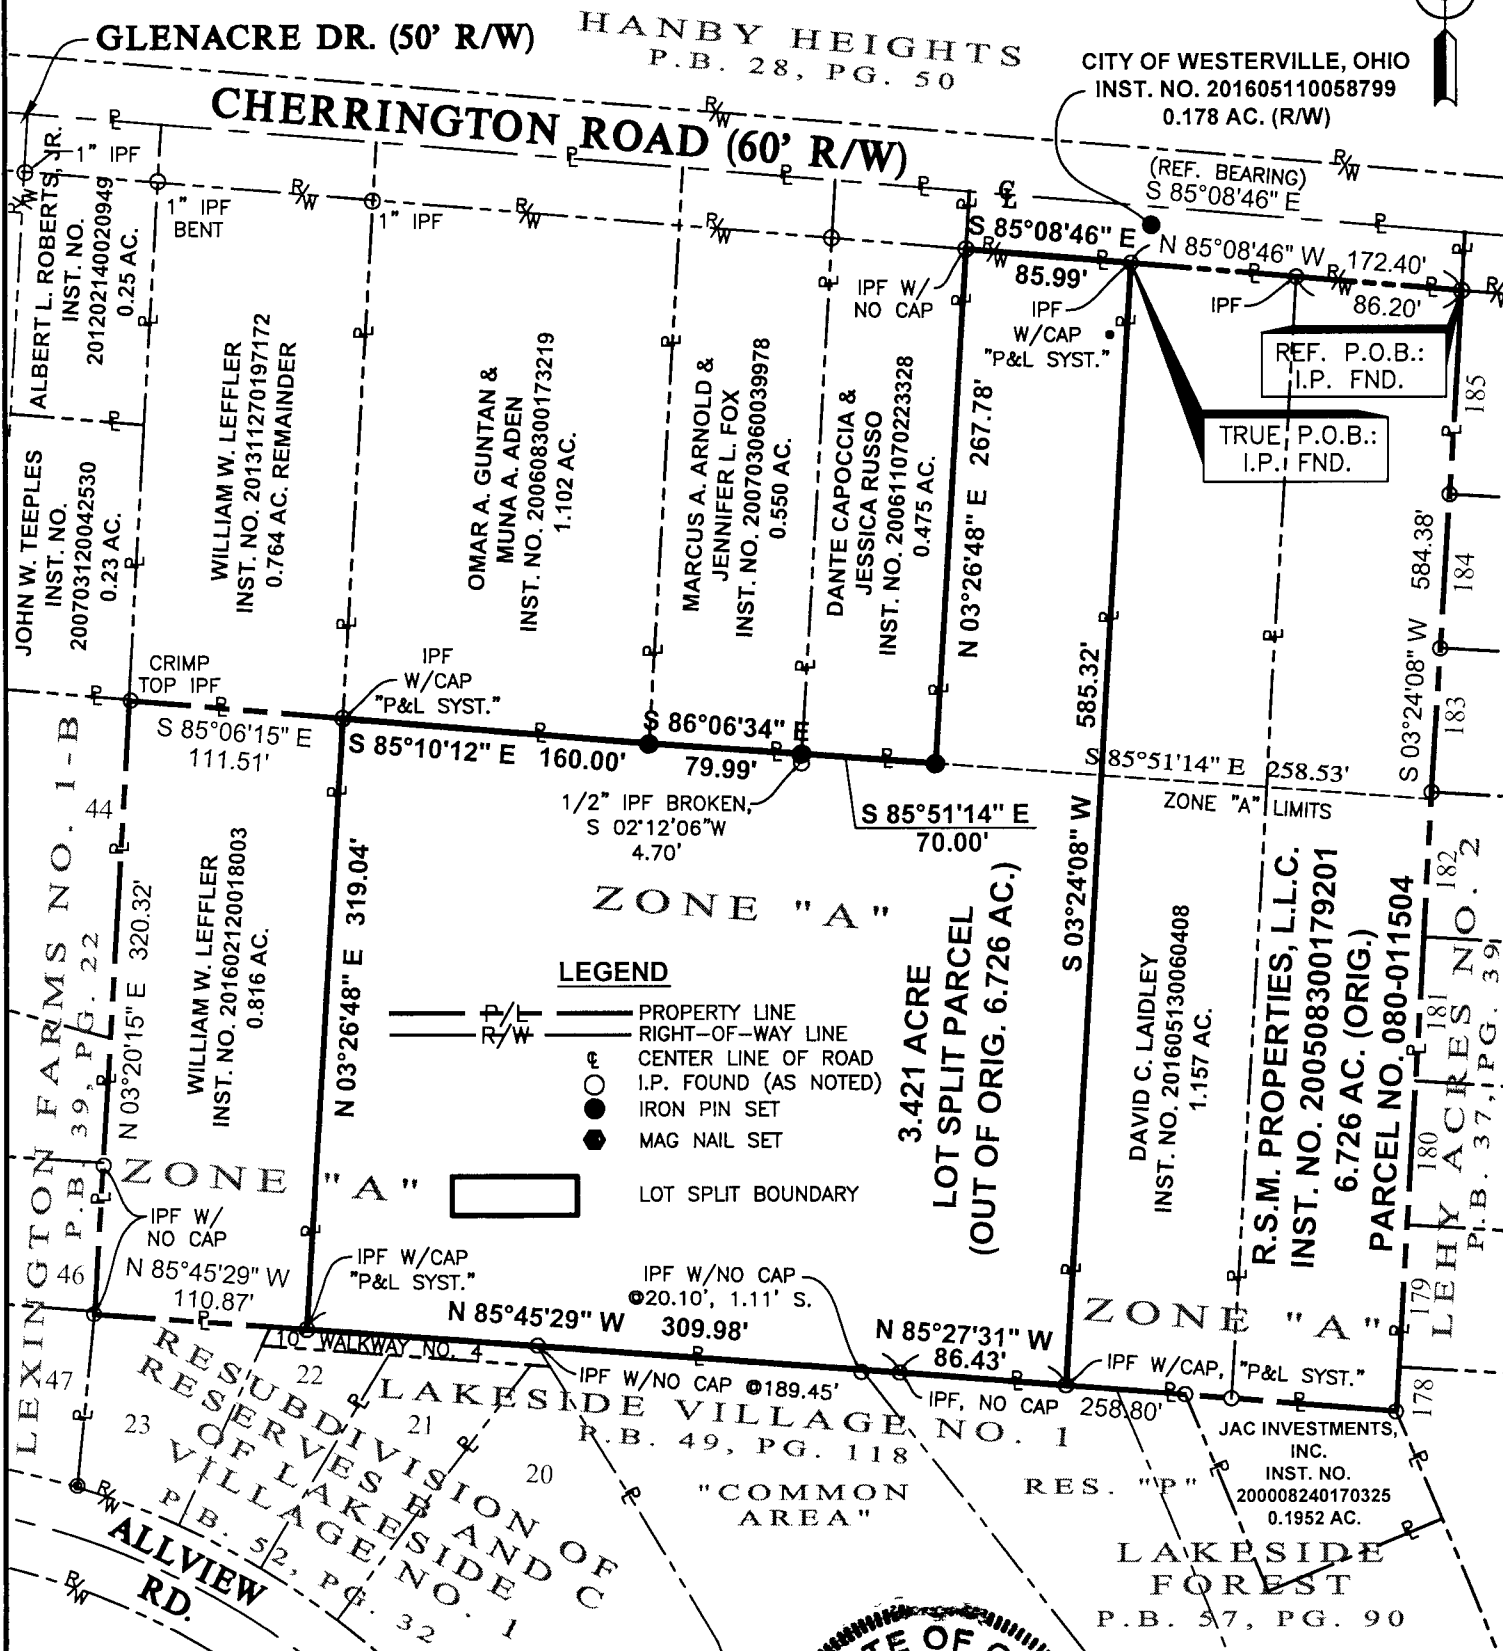 GLENACRE DR. (50' R/W)
HANBY HEIGHTS
P.B. 28, PG. 50
CITY OF WESTERVILLE, OHIO
INST. NO. 201605110058799
0.178 AC. (R/W)
CHERRINGTON ROAD (60' R/W)
(REF. BEARING)
S 85°08'46" E
1" IPF
1" IPF
BENT
1" IPF
S 85°08'46" E
85.99'
N 85°08'46" W 172.40'
86.20'
IPF W/
NO CAP
IPF
W/CAP
"P&L SYST."
IPF
REF. P.O.B.:
I.P. FND.
TRUE P.O.B.:
I.P. FND.
ALBERT L. ROBERTS, JR.
INST. NO.
201202140020949
0.25 AC.
JOHN W. TEEPLES
INST. NO.
200703120042530
0.23 AC.
WILLIAM W. LEFFLER
INST. NO. 201311270197172
0.764 AC. REMAINDER
OMAR A. GUNTAN &
MUNA A. ADEN
INST. NO. 200608300173219
1.102 AC.
MARCUS A. ARNOLD &
JENNIFER L. FOX
INST. NO. 200703060039978
0.550 AC.
DANTE CAPOCCIA &
JESSICA RUSSO
INST. NO. 200611070223328
0.475 AC.
N 03°26'48" E 267.78'
585.32'
S 03°24'08" W
S 03°24'08" W 584.38'
185
184
183
182
181
180
179
178
CRIMP
TOP IPF
IPF
W/CAP
"P&L SYST."
S 85°06'15" E
111.51'
S 85°10'12" E 160.00'
S 86°06'34" E
79.99'
1/2" IPF BROKEN,
S 02°12'06"W
4.70'
S 85°51'14" E
70.00'
S 85°51'14" E 258.53'
ZONE "A" LIMITS
LEXINGTON FARMS NO. 1-B
P.B. 39, PG. 22
44
46
47
N 03°20'15" E 320.32'
WILLIAM W. LEFFLER
INST. NO. 201602120018003
0.816 AC.
N 03°26'48" E 319.04'
ZONE "A"
LEGEND
P/L PROPERTY LINE
R/W RIGHT-OF-WAY LINE
℄ CENTER LINE OF ROAD
I.P. FOUND (AS NOTED)
IRON PIN SET
MAG NAIL SET
LOT SPLIT BOUNDARY
3.421 ACRE
LOT SPLIT PARCEL
(OUT OF ORIG. 6.726 AC.)
DAVID C. LAIDLEY
INST. NO. 201605130060408
1.157 AC.
R.S.M. PROPERTIES, L.L.C.
INST. NO. 200508300179201
6.726 AC. (ORIG.)
PARCEL NO. 080-011504
LEHY ACRES NO. 2
P.B. 37, PG. 39
ZONE "A"
IPF W/
NO CAP
N 85°45'29" W
110.87'
IPF W/CAP
"P&L SYST."
N 85°45'29" W 309.98'
IPF W/NO CAP
@20.10', 1.11' S.
N 85°27'31" W
86.43'
ZONE "A"
10' WALKWAY NO. 4
IPF W/NO CAP @189.45'
IPF, NO CAP
IPF W/CAP, "P&L SYST."
258.80'
22
23
21
20
LAKESIDE VILLAGE NO. 1
P.B. 49, PG. 118
"COMMON
AREA"
RES. "P"
RESUBDIVISION OF
RESERVES B AND C
OF LAKESIDE
VILLAGE NO. 1
P.B. 52, PG. 32
JAC INVESTMENTS,
INC.
INST. NO.
200008240170325
0.1952 AC.
LAKESIDE
FOREST
P.B. 57, PG. 90
ALLVIEW
RD.